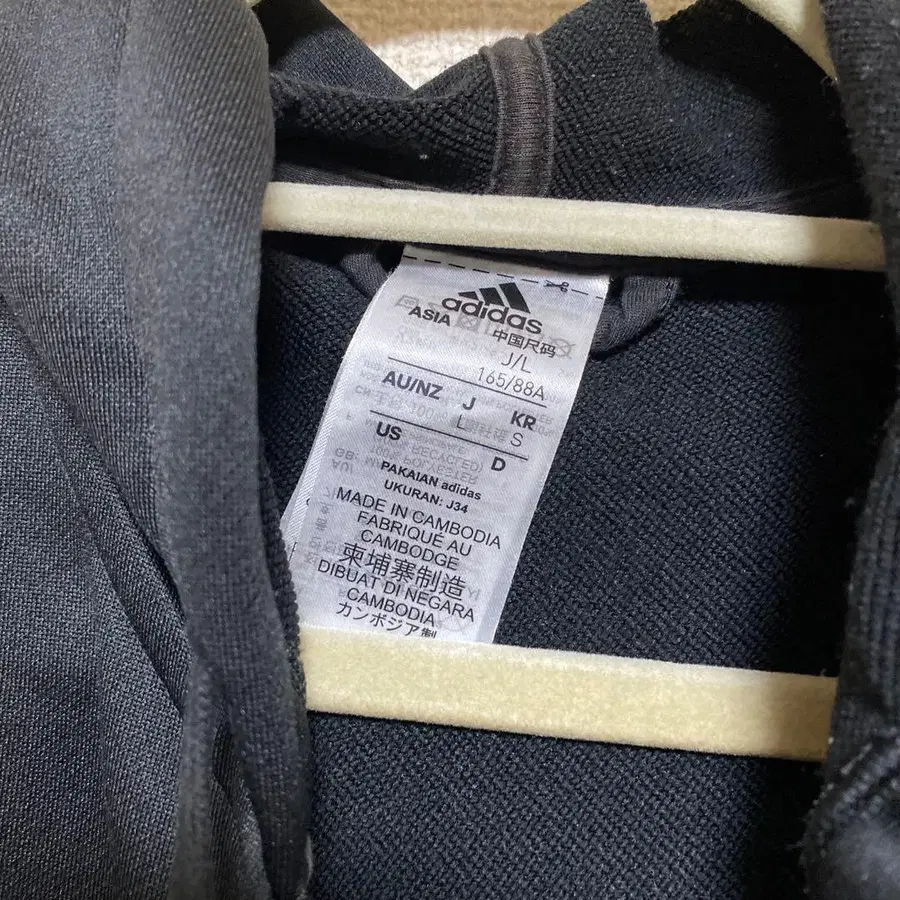 adidas
ASIA 中国尺码
J/L
165/88A
AU/NZ J KR
L S
US D
PAKAIAN adidas
UKURAN: J34
MADE IN CAMBODIA
FABRIQUÉ AU
CAMBODGE
柬埔寨制造
DIBUAT DI NEGARA
CAMBODIA
カンボジア製